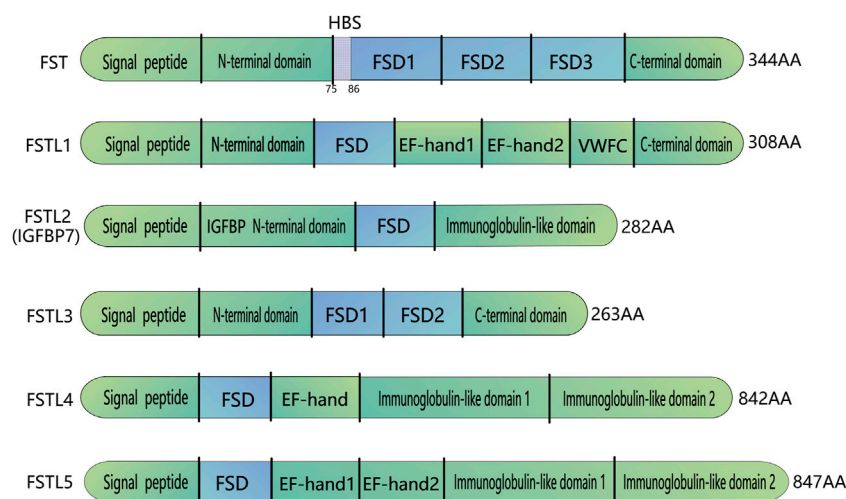 HBS
FST Signal peptide N-terminal domain FSD1 FSD2 FSD3 C-terminal domain 344AA
75 86
FSTL1 Signal peptide N-terminal domain FSD EF-hand1 EF-hand2 VWFC C-terminal domain 308AA
FSTL2
(IGFBP7) Signal peptide IGFBP N-terminal domain FSD Immunoglobulin-like domain 282AA
FSTL3 Signal peptide N-terminal domain FSD1 FSD2 C-terminal domain 263AA
FSTL4 Signal peptide FSD EF-hand Immunoglobulin-like domain 1 Immunoglobulin-like domain 2 842AA
FSTL5 Signal peptide FSD EF-hand1 EF-hand2 Immunoglobulin-like domain 1 Immunoglobulin-like domain 2 847AA